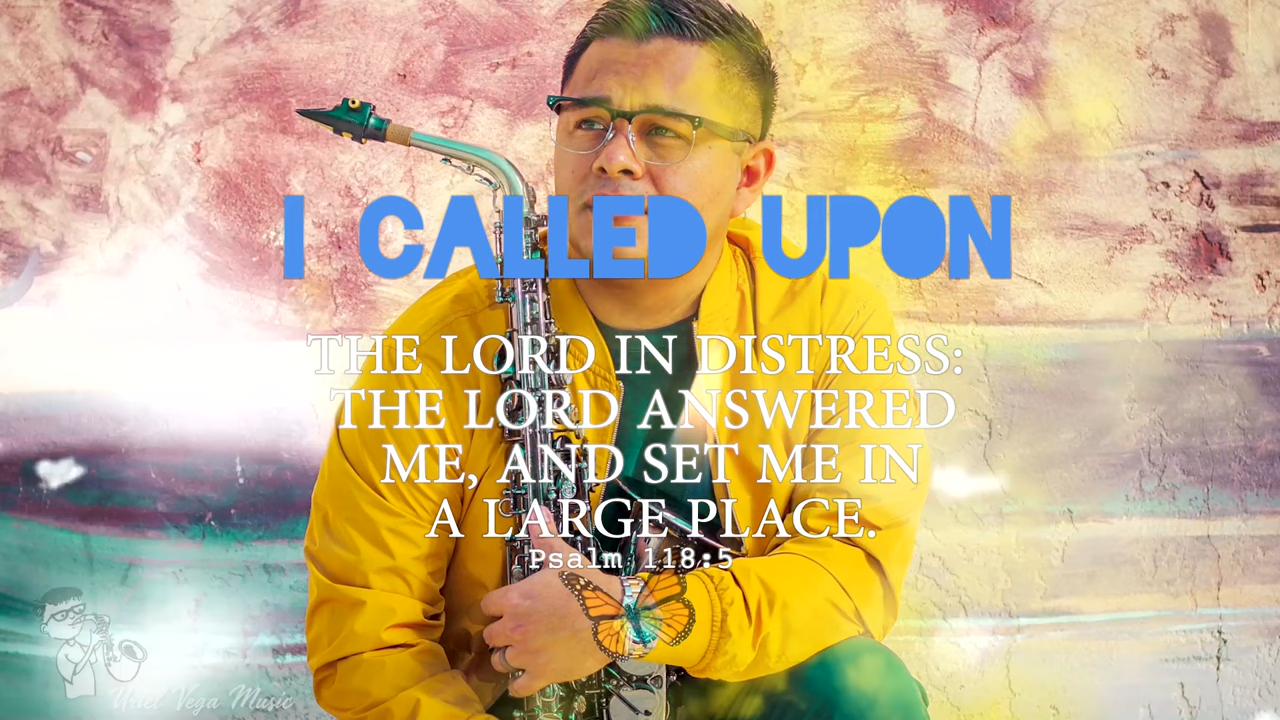 I CALLED UPON
THE LORD IN DISTRESS:
THE LORD ANSWERED
ME, AND SET ME IN
A LARGE PLACE.
Psalm 118:5
Uriel Vega Music